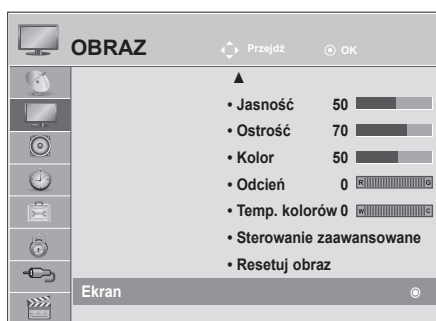 OBRAZ Przejdź OK
• Jasność 50
• Ostrość 70
• Kolor 50
• Odcień 0 R G
• Temp. kolorów 0 W C
• Sterowanie zaawansowane
• Resetuj obraz
Ekran